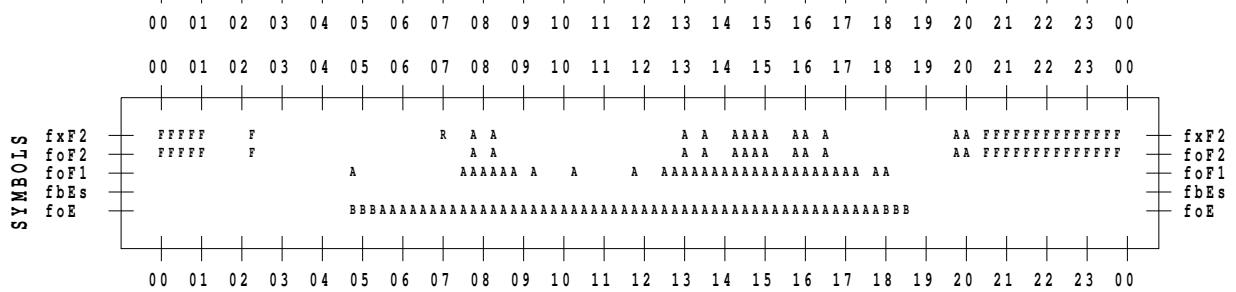 00 01 02 03 04 05 06 07 08 09 10 11 12 13 14 15 16 17 18 19 20 21 22 23 00
00 01 02 03 04 05 06 07 08 09 10 11 12 13 14 15 16 17 18 19 20 21 22 23 00
SYMBOLS
fxF2 FFFFF F R A A A A AAAA AA A AA FFFFFFFFFFFFFF fxF2
foF2 FFFFF F A A A A AAAA AA A AA FFFFFFFFFFFFFF foF2
foF1 A AAAAAA A A A AAAAAAAAAAAAAAAAAAAA AA foF1
fbEs fbEs
foE BBBAAAAAAAAAAAAAAAAAAAAAAAAAAAAAAAAAAAAAAAAAAAAAAAAAABBB foE
00 01 02 03 04 05 06 07 08 09 10 11 12 13 14 15 16 17 18 19 20 21 22 23 00